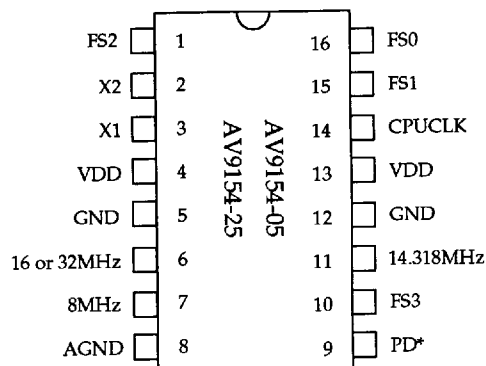 FS2 1 16 FS0
X2 2 15 FS1
X1 3 14 CPUCLK
VDD 4 13 VDD
GND 5 12 GND
16 or 32MHz 6 11 14.318MHz
8MHz 7 10 FS3
AGND 8 9 PD*
AV9154-05
AV9154-25